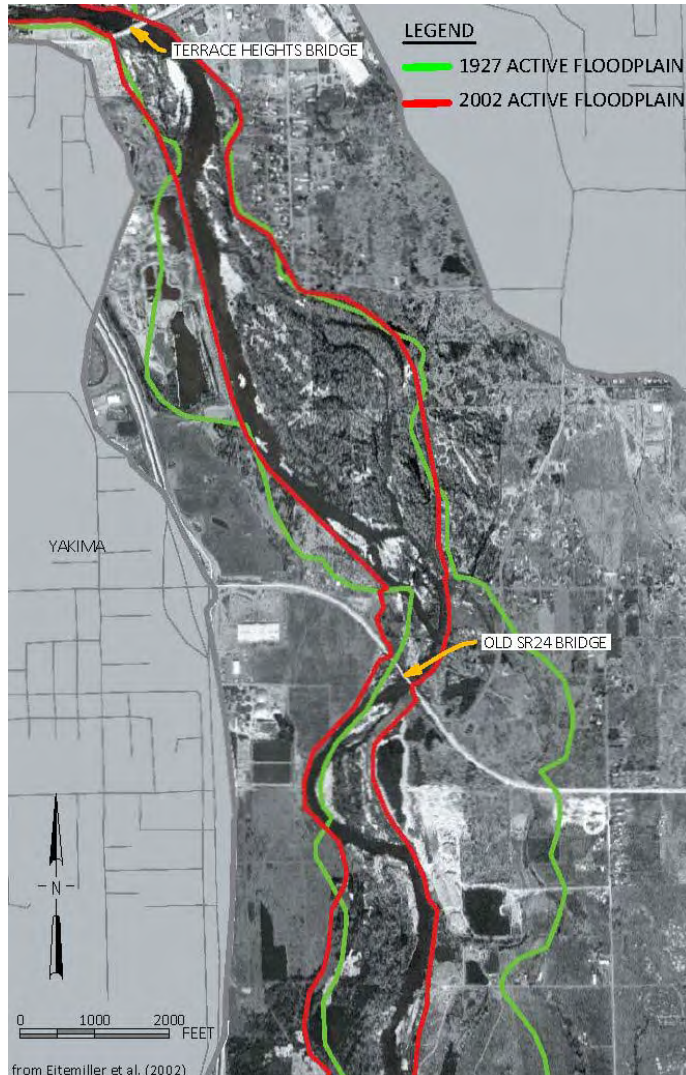 TERRACE HEIGHTS BRIDGE
LEGEND
1927 ACTIVE FLOODPLAIN
2002 ACTIVE FLOODPLAIN
YAKIMA
OLD SR24 BRIDGE
N
0 1000 2000
FEET
from Eitemiller et al. (2002)